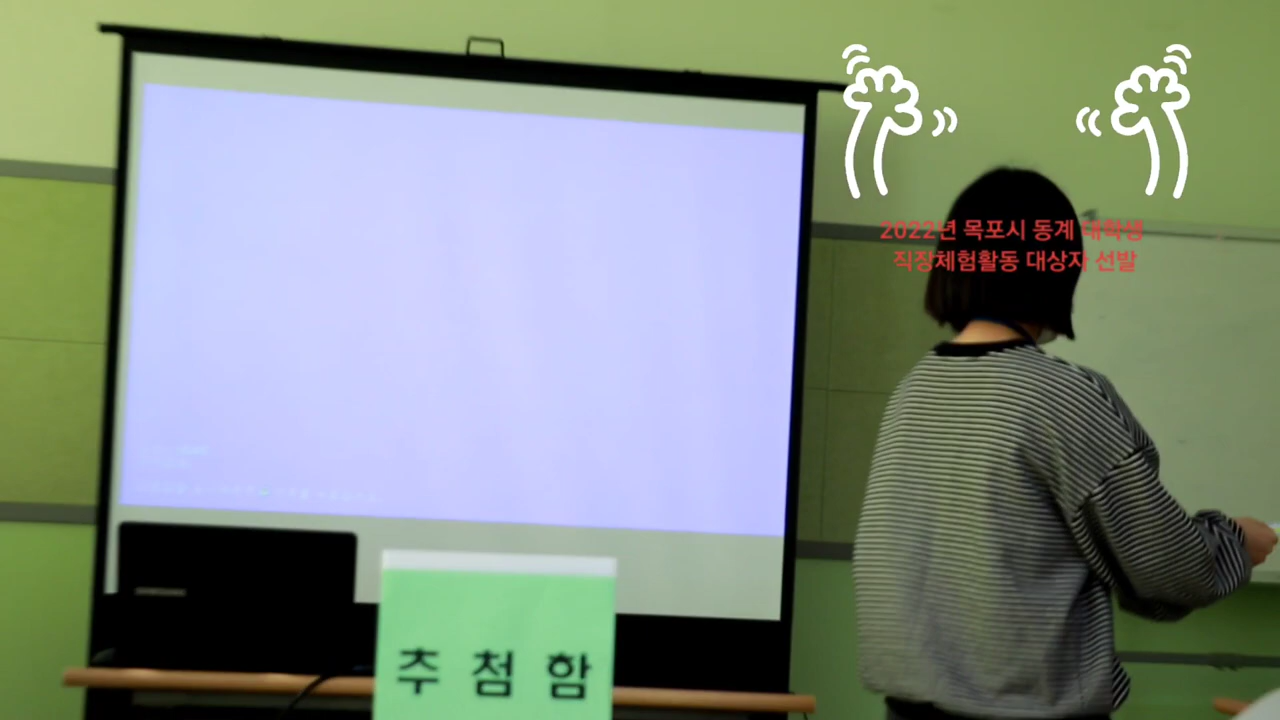 2022년 목포시 동계 대학생
직장체험활동 대상자 선발
추첨함